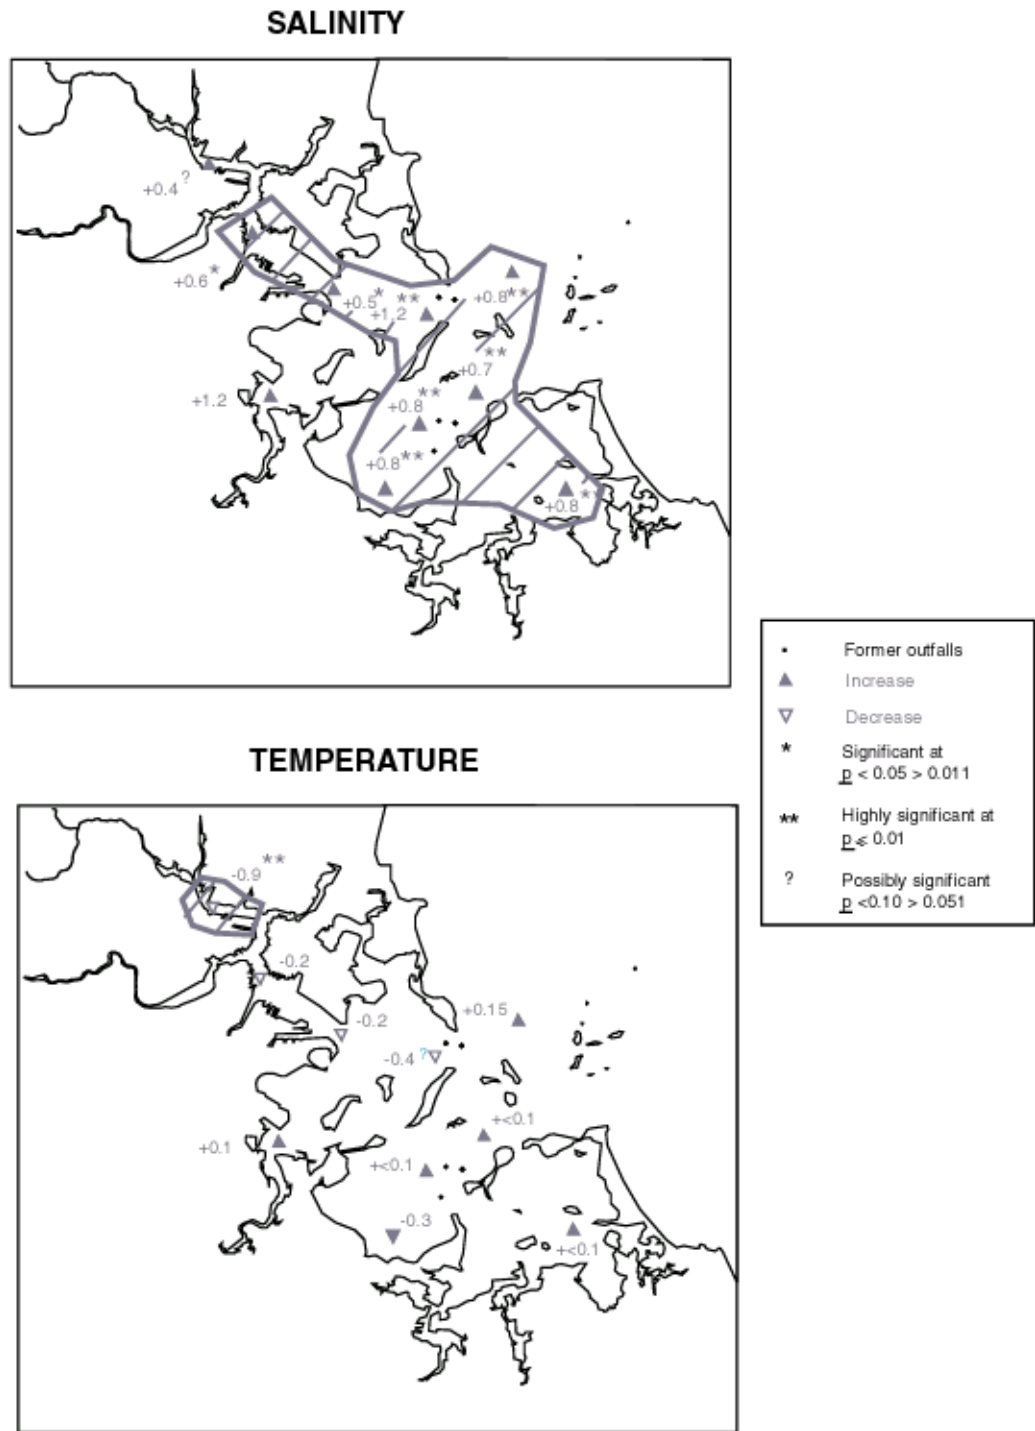 SALINITY
+0.4?
+0.6*
+0.5*
+1.2**
+0.8**
+0.7**
+1.2
+0.8**
+0.8**
+0.8**
Former outfalls
Increase
Decrease
* Significant at
p < 0.05 > 0.011
** Highly significant at
p ≤ 0.01
? Possibly significant
p <0.10 > 0.051
TEMPERATURE
-0.9**
-0.2
-0.2
+0.15
-0.4?
+<0.1
+0.1
+<0.1
-0.3
+<0.1